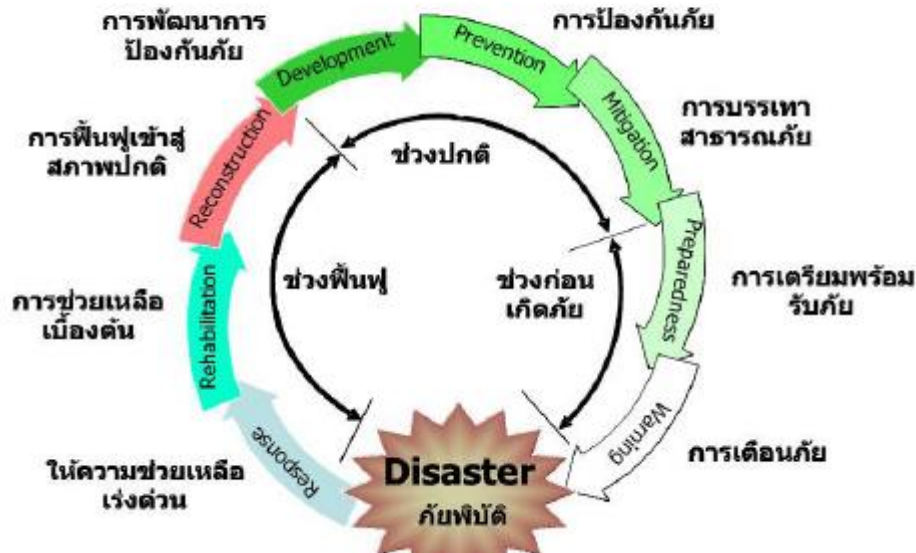 การพัฒนาการ
ป้องกันภัย
Development
Prevention
การป้องกันภัย
Mitigation
การบรรเทา
สาธารณภัย
Reconstruction
การฟื้นฟูเข้าสู่
สภาพปกติ
ช่วงปกติ
Preparedness
การเตรียมพร้อม
รับภัย
ช่วงฟื้นฟู
ช่วงก่อน
เกิดภัย
Rehabilitation
การช่วยเหลือ
เบื้องต้น
Warning
การเตือนภัย
Response
ให้ความช่วยเหลือ
เร่งด่วน
Disaster
ภัยพิบัติ